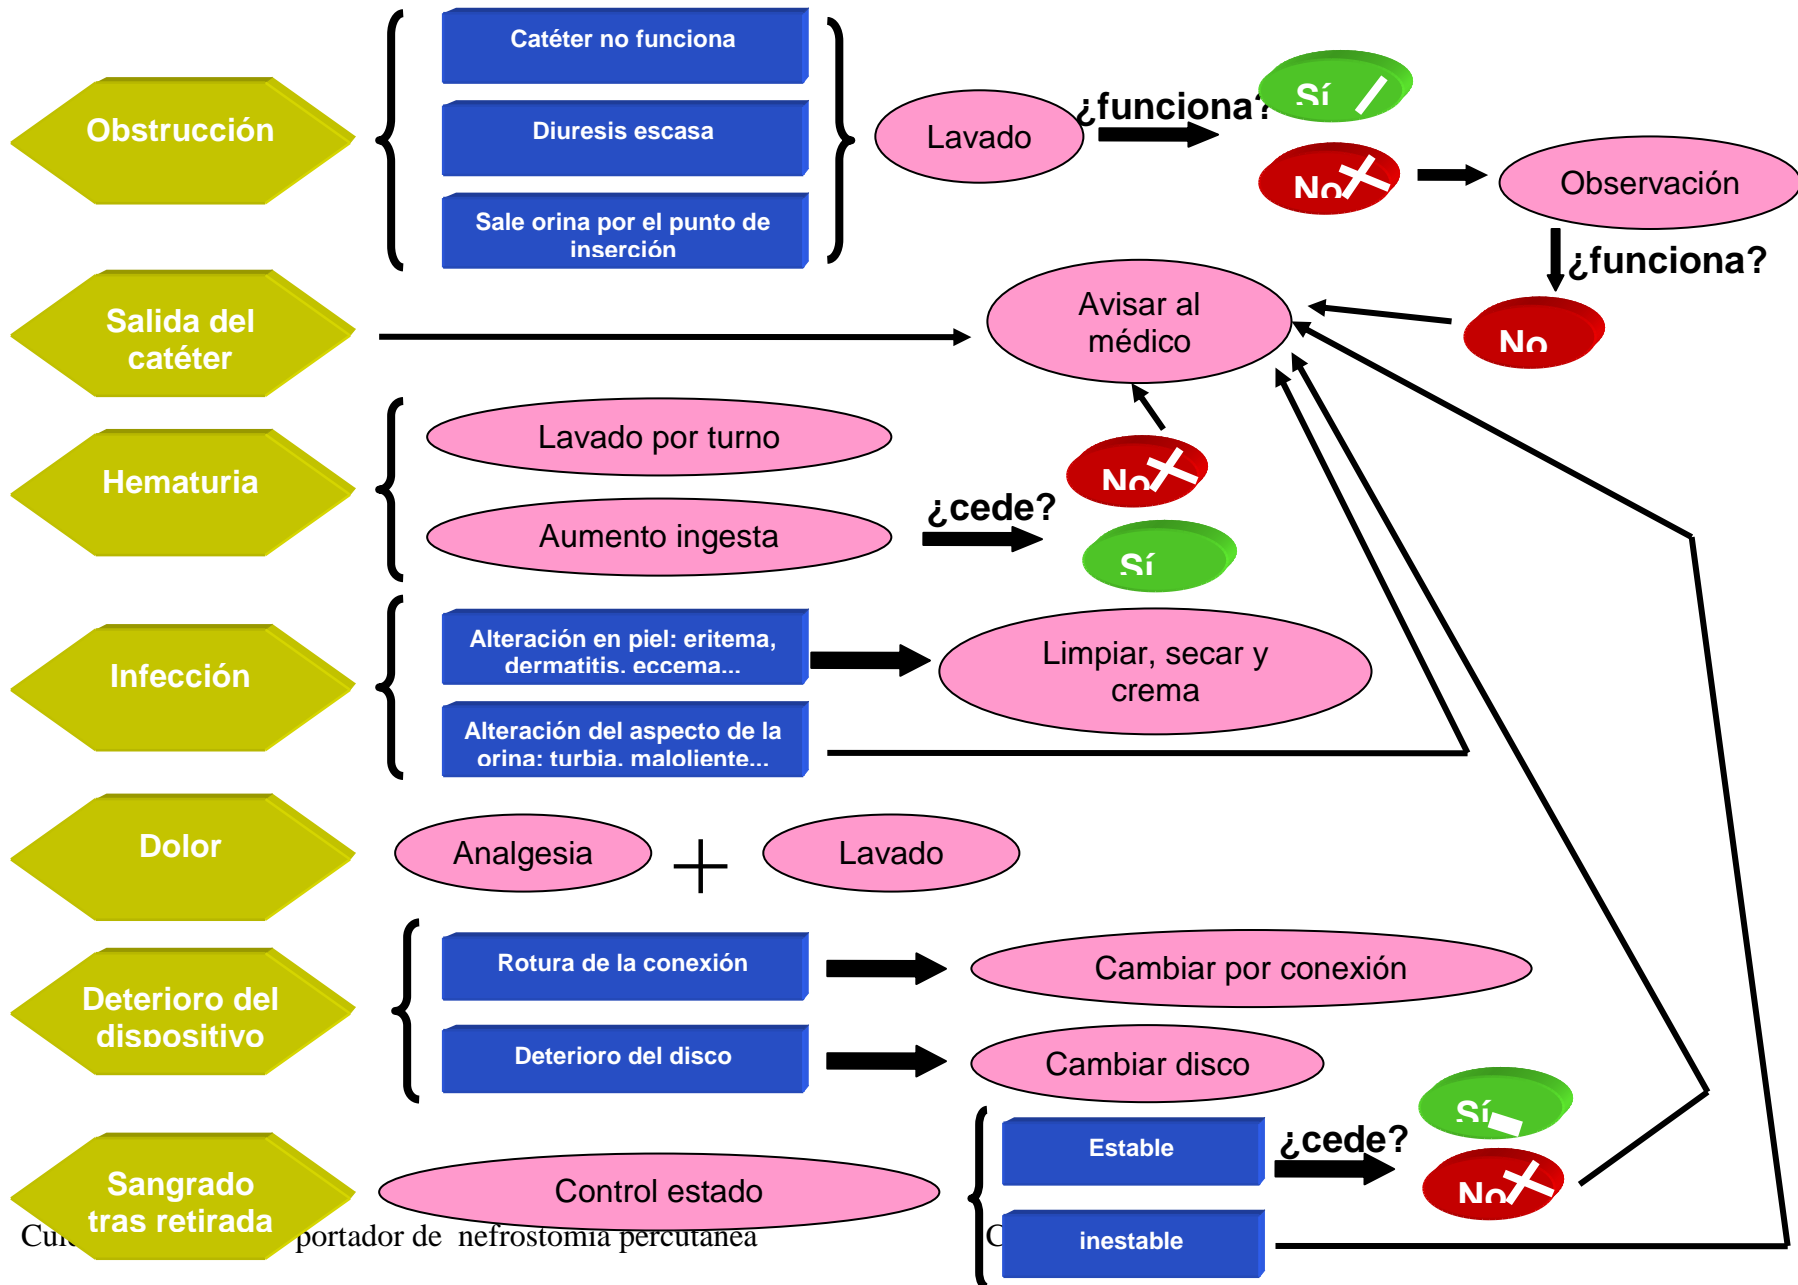 Obstrucción
Catéter no funciona
Diuresis escasa
Sale orina por el punto de
inserción
Lavado
¿funciona?
Sí
No
Observación
¿funciona?
No
Salida del
catéter
Avisar al
médico
Hematuria
Lavado por turno
Aumento ingesta
¿cede?
No
Sí
Infección
Alteración en piel: eritema,
dermatitis, eccema...
Limpiar, secar y
crema
Alteración del aspecto de la
orina: turbia, maloliente...
Dolor
Analgesia
Lavado
Deterioro del
dispositivo
Rotura de la conexión
Cambiar por conexión
Deterioro del disco
Cambiar disco
Sangrado
tras retirada
Control estado
Estable
¿cede?
Sí
No
inestable
portador de nefrostomía percutánea